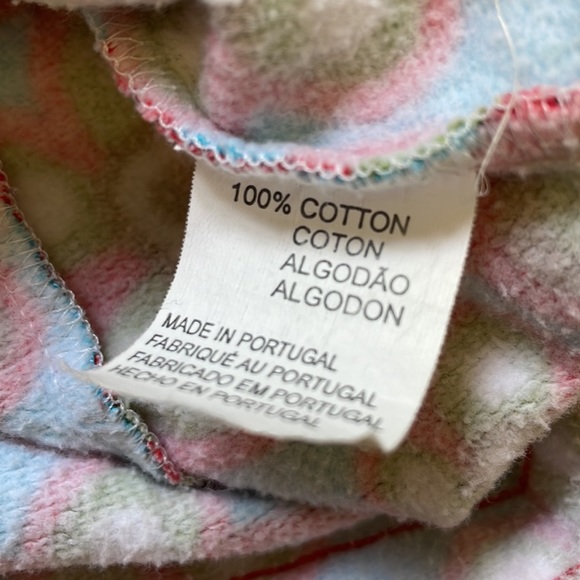 100% COTTON
COTON
ALGODÃO
ALGODON
MADE IN PORTUGAL
FABRIQUÉ AU PORTUGAL
FABRICADO EM PORTUGAL
HECHO EN PORTUGAL